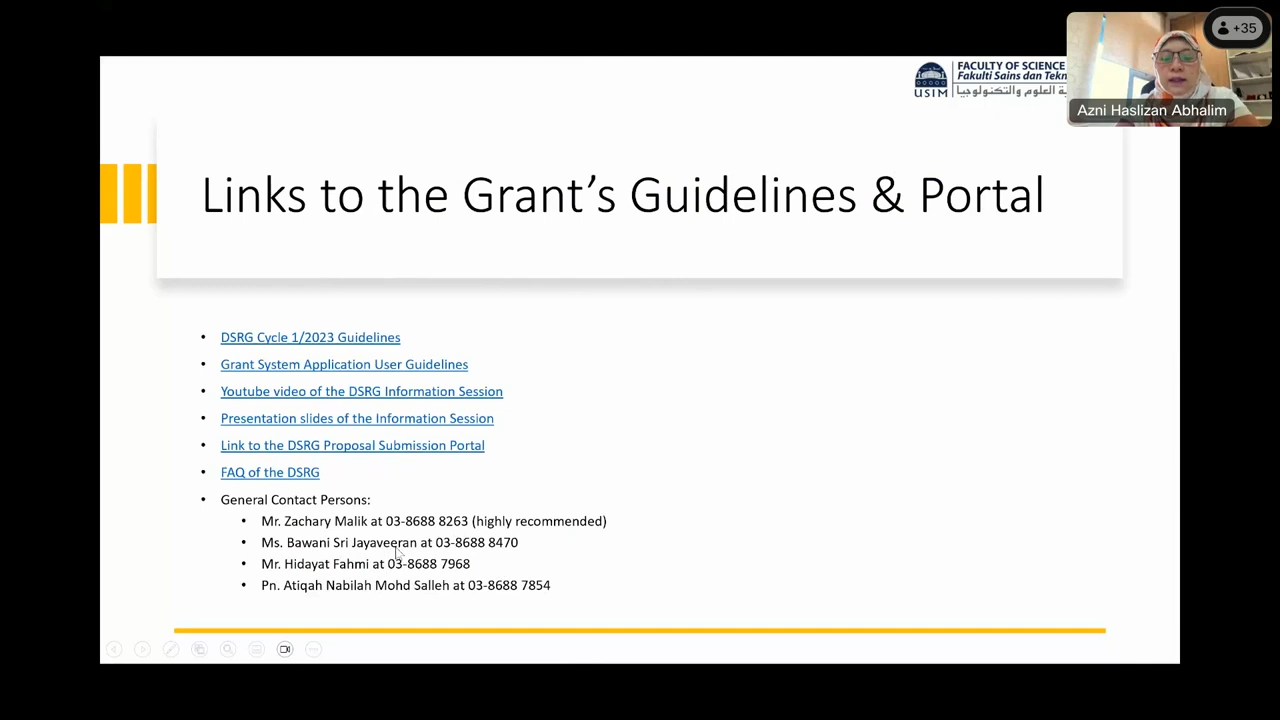 FACULTY OF SCIENCE
Fakulti Sains dan
USIM
العلوم والتكنولوجيا
+35
Azni Haslizan Abhalim
Links to the Grant’s Guidelines & Portal
• DSRG Cycle 1/2023 Guidelines
• Grant System Application User Guidelines
• Youtube video of the DSRG Information Session
• Presentation slides of the Information Session
• Link to the DSRG Proposal Submission Portal
• FAQ of the DSRG
• General Contact Persons:
• Mr. Zachary Malik at 03-8688 8263 (highly recommended)
• Ms. Bawani Sri Jayaveeran at 03-8688 8470
• Mr. Hidayat Fahmi at 03-8688 7968
• Pn. Atiqah Nabilah Mohd Salleh at 03-8688 7854